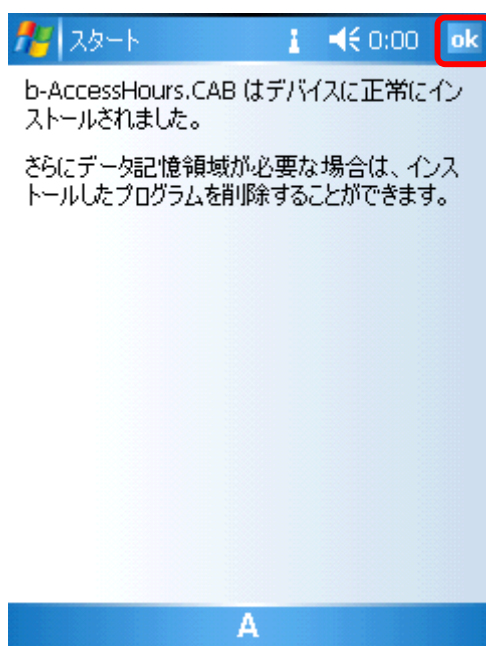 スタート 0:00 ok
b-AccessHours.CAB はデバイスに正常にイン
ストールされました。
さらにデータ記憶領域が必要な場合は、インス
トールしたプログラムを削除することができます。
A